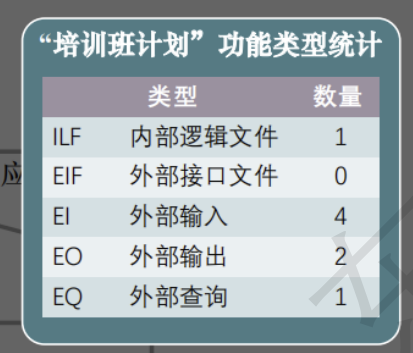 “培训班计划”功能类型统计
类型 数量
ILF 内部逻辑文件 1
应
EIF 外部接口文件 0
EI 外部输入 4
EO 外部输出 2
EQ 外部查询 1